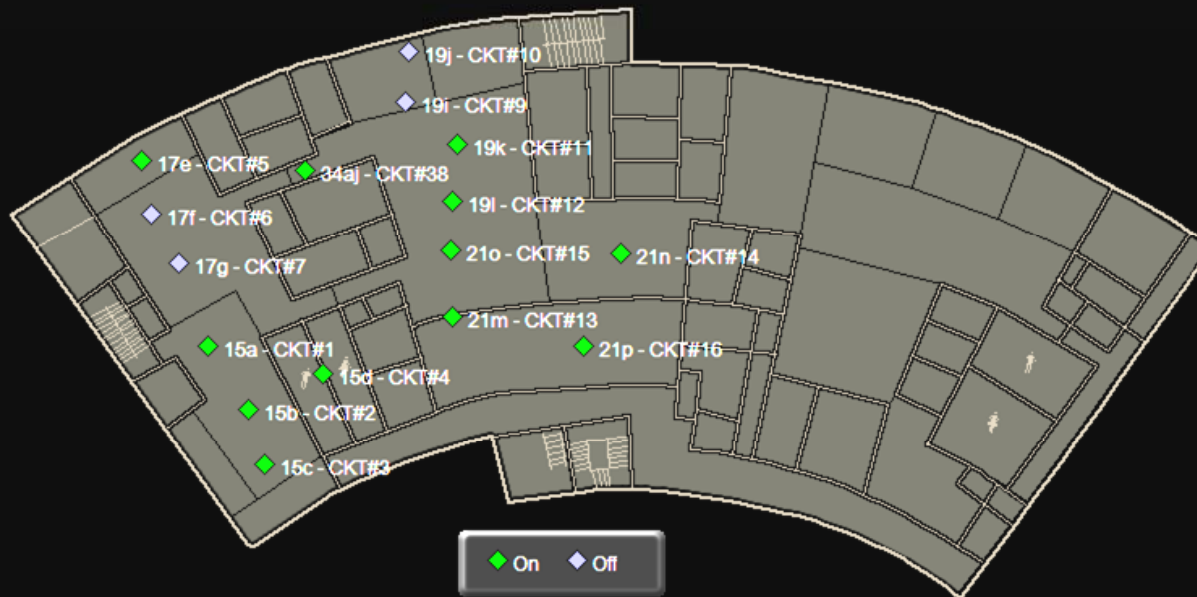 19j - CKT#10
19i - CKT#9
19k - CKT#11
17e - CKT#5
34aj - CKT#38
19l - CKT#12
17f - CKT#6
21o - CKT#15
21n - CKT#14
17g - CKT#7
21m - CKT#13
15a - CKT#1
21p - CKT#16
15d - CKT#4
15b - CKT#2
15c - CKT#3
On
Off